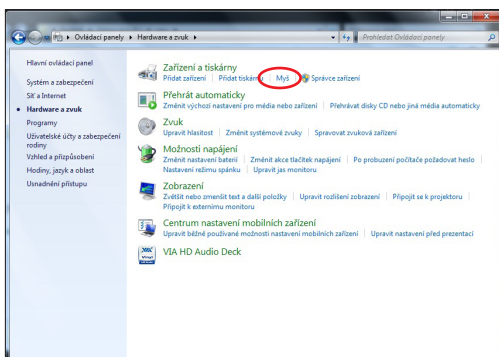 Ovládací panely ▸ Hardware a zvuk ▸
Prohledat Ovládací panely
Hlavní ovládací panel
Systém a zabezpečení
Síť a Internet
Hardware a zvuk
Programy
Uživatelské účty a zabezpečení
rodiny
Vzhled a přizpůsobení
Hodiny, jazyk a oblast
Usnadnění přístupu
Zařízení a tiskárny
Přidat zařízení | Přidat tiskárnu | Myš | Správce zařízení
Přehrát automaticky
Změnit výchozí nastavení pro média nebo zařízení | Přehrávat disky CD nebo jiná média automaticky
Zvuk
Upravit hlasitost | Změnit systémové zvuky | Spravovat zvuková zařízení
Možnosti napájení
Změnit nastavení baterií | Změnit akce tlačítek napájení | Po probuzení počítače požadovat heslo
Nastavení režimu spánku | Upravit jas monitoru
Zobrazení
Zvětšit nebo zmenšit text a další položky | Upravit rozlišení zobrazení | Připojit se k projektoru
Připojit k externímu monitoru
Centrum nastavení mobilních zařízení
Upravit běžně používané možnosti nastavení mobilních zařízení | Upravit nastavení před prezentací
VIA HD Audio Deck